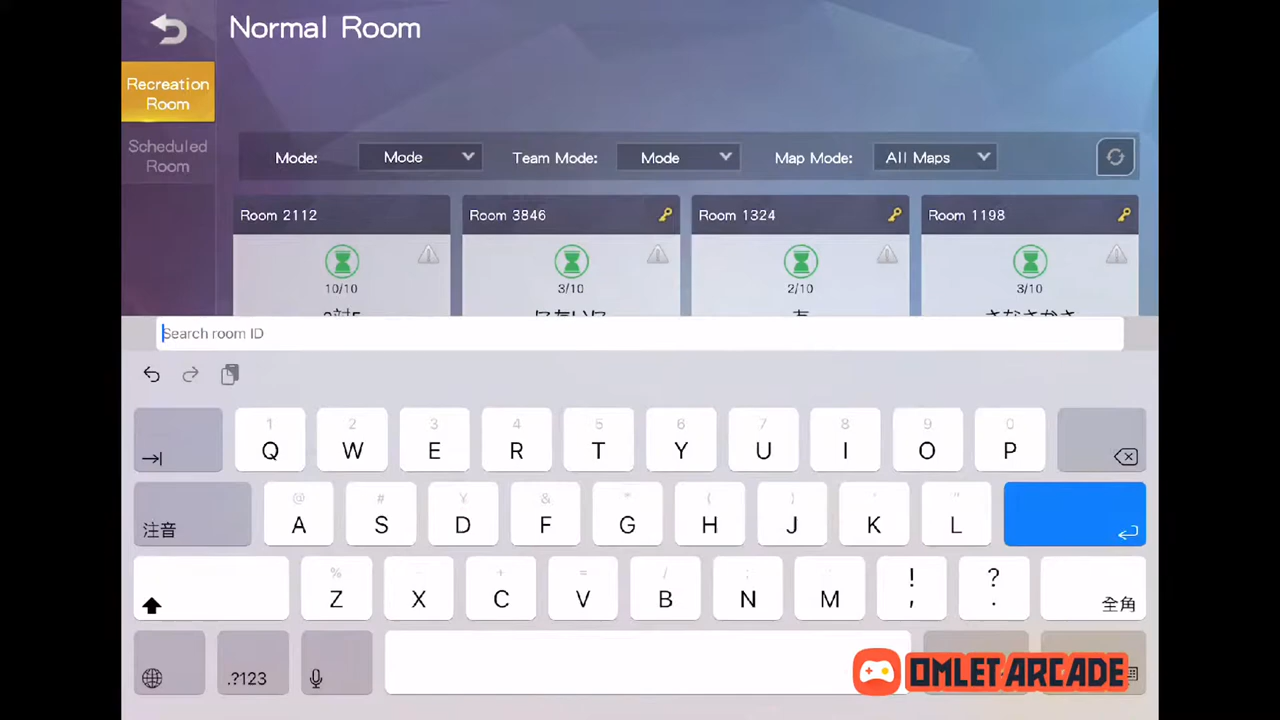 Normal Room
Recreation
Room
Scheduled
Room
Mode: Mode Team Mode: Mode Map Mode: All Maps
Room 2112 Room 3846 Room 1324 Room 1198
10/10 3/10 2/10 3/10
Search room ID
1 2 3 4 5 6 7 8 9 0
Q W E R T Y U I O P
@ # ¥ & * ( ) ' "
注音 A S D F G H J K L
% - + = / ; :
Z X C V B N M ! , ? . 全角
.?123
OMLET ARCADE